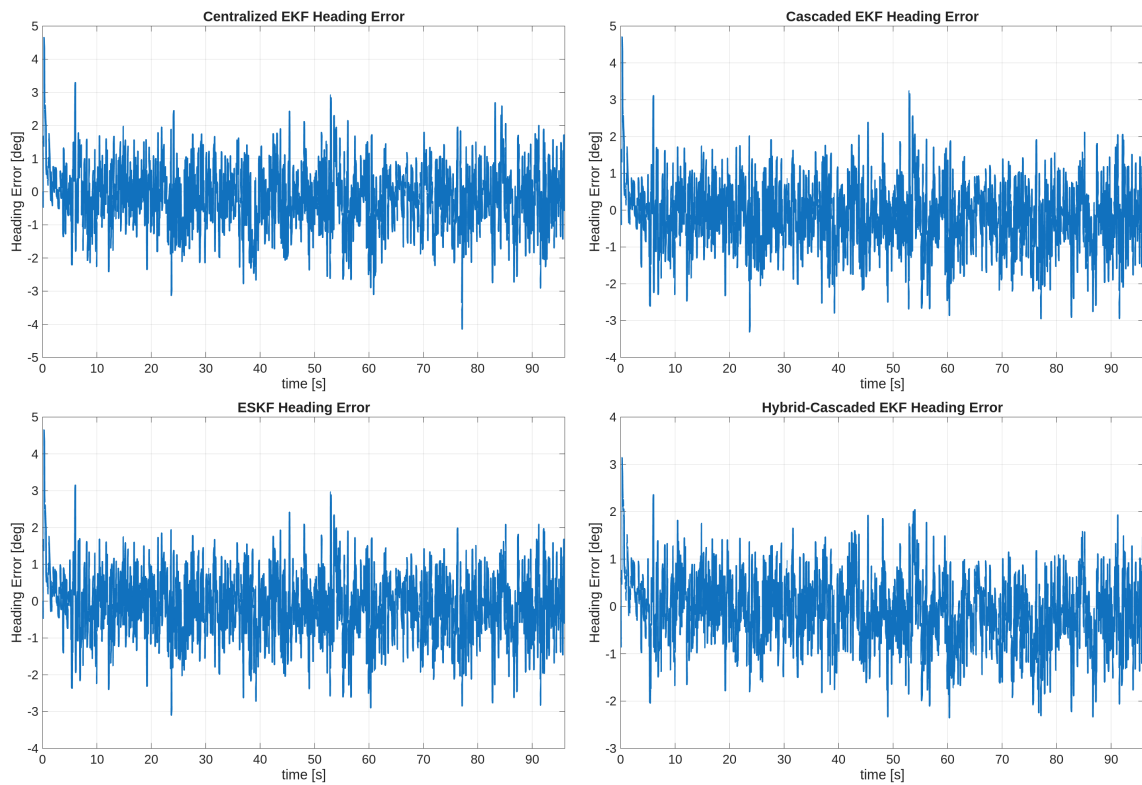 Centralized EKF Heading Error
5
4
3
2
1
0
-1
-2
-3
-4
-5
Heading Error [deg]
0 10 20 30 40 50 60 70 80 90
time [s]
Cascaded EKF Heading Error
5
4
3
2
1
0
-1
-2
-3
-4
Heading Error [deg]
0 10 20 30 40 50 60 70 80 90
time [s]
ESKF Heading Error
5
4
3
2
1
0
-1
-2
-3
-4
Heading Error [deg]
0 10 20 30 40 50 60 70 80 90
time [s]
Hybrid-Cascaded EKF Heading Error
4
3
2
1
0
-1
-2
-3
Heading Error [deg]
0 10 20 30 40 50 60 70 80 90
time [s]